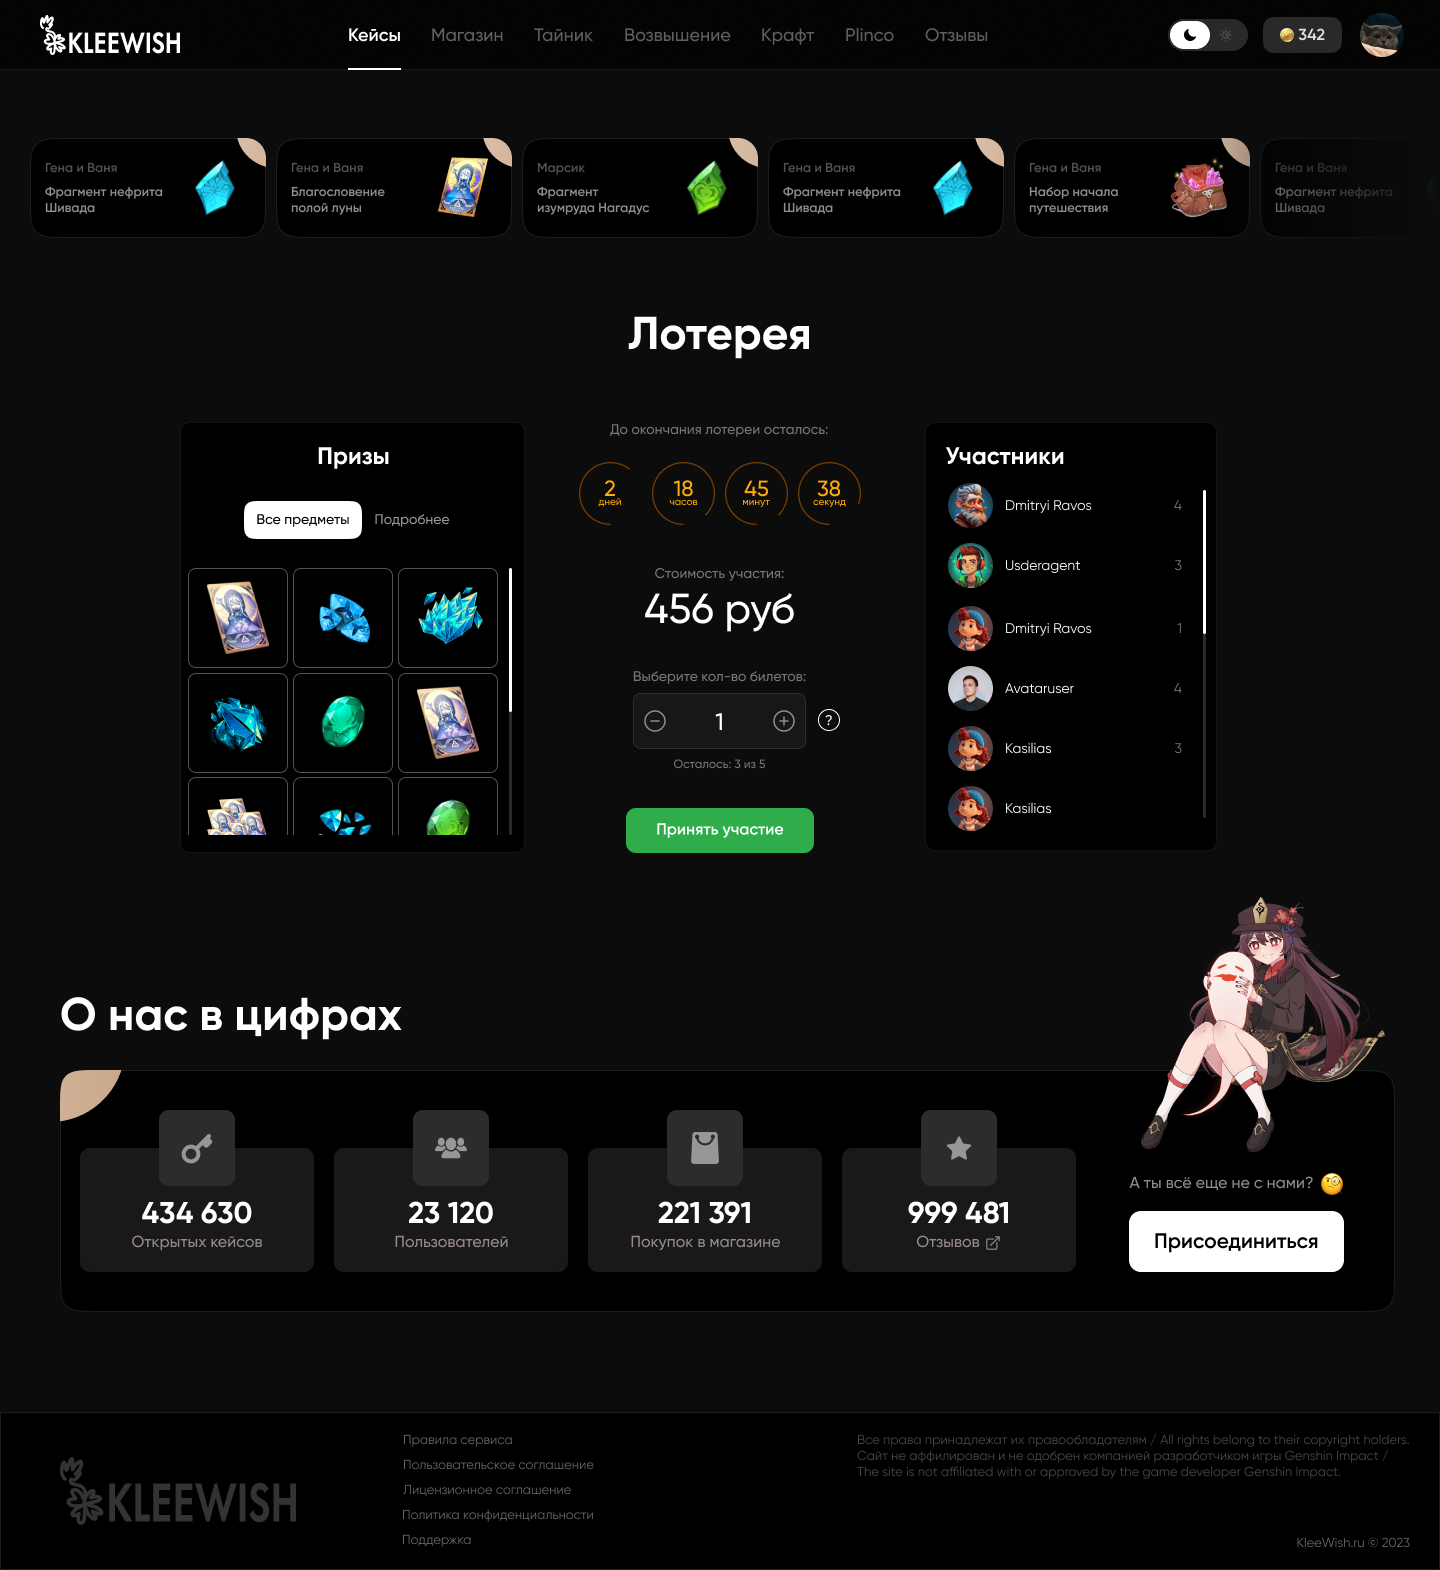 KLEEWISH
Кейсы
Магазин
Тайник
Возвышение
Крафт
Plinco
Отзывы
342
Гена и Ваня
Фрагмент нефрита
Шивада
Гена и Ваня
Благословение
полой луны
Марсик
Фрагмент
изумруда Нагадус
Гена и Ваня
Фрагмент нефрита
Шивада
Гена и Ваня
Набор начала
путешествия
Гена и Ваня
Фрагмент нефрита
Шивада
Лотерея
Призы
Все предметы
Подробнее
До окончания лотереи осталось:
2
дней
18
часов
45
минут
38
секунд
Стоимость участия:
456 руб
Выберите кол-во билетов:
1
?
Осталось: 3 из 5
Принять участие
Участники
Dmitryi Ravos 4
Usderagent 3
Dmitryi Ravos 1
Avataruser 4
Kasilias 3
Kasilias
О нас в цифрах
434 630
Открытых кейсов
23 120
Пользователей
221 391
Покупок в магазине
999 481
Отзывов
А ты всё еще не с нами?
Присоединиться
KLEEWISH
Правила сервиса
Пользовательское соглашение
Лицензионное соглашение
Политика конфиденциальности
Поддержка
Все права принадлежат их правообладателям / All rights belong to their copyright holders.
Сайт не аффилирован и не одобрен компанией разработчиком игры Genshin Impact /
The site is not affiliated with or approved by the game developer Genshin Impact.
KleeWish.ru © 2023